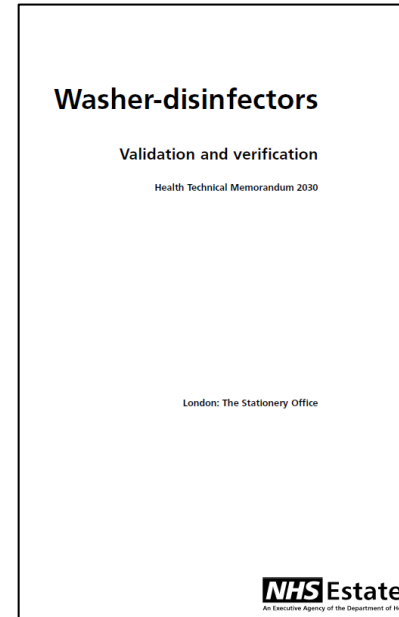 Washer-disinfectors
Validation and verification
Health Technical Memorandum 2030
London: The Stationery Office
NHS Estate
An Executive Agency of the Department of He